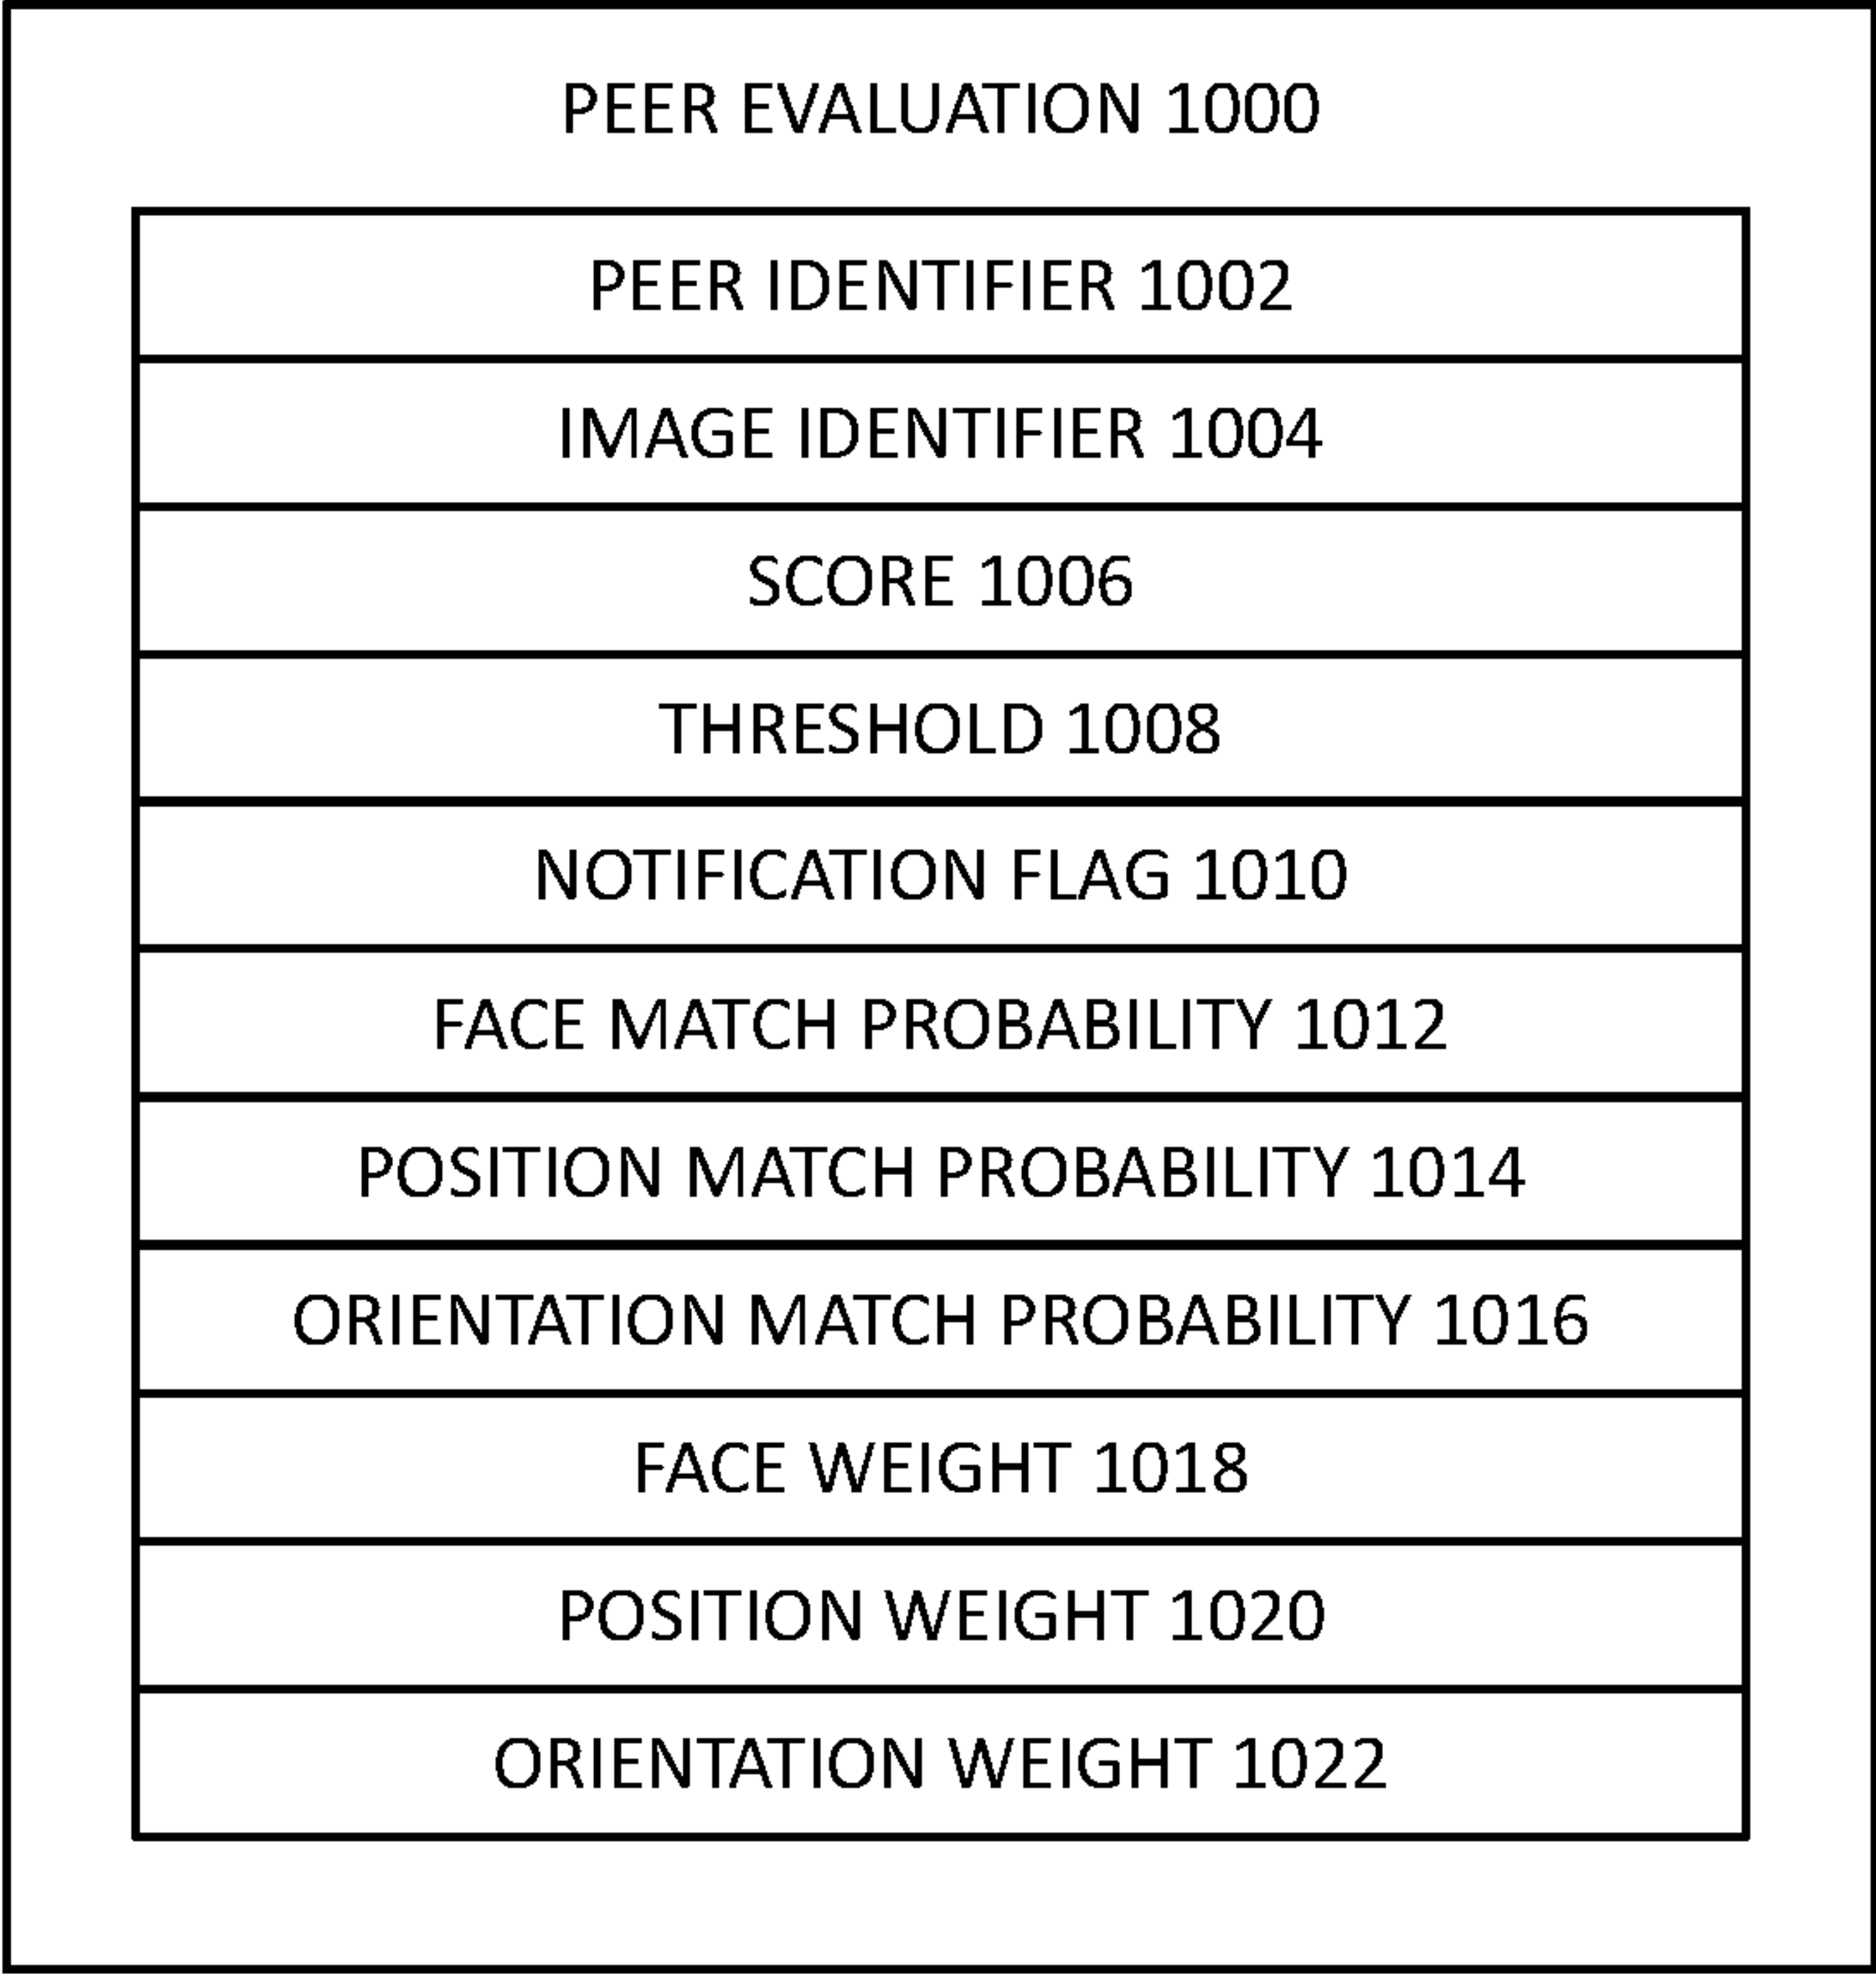 PEER EVALUATION 1000
PEER IDENTIFIER 1002
IMAGE IDENTIFIER 1004
SCORE 1006
THRESHOLD 1008
NOTIFICATION FLAG 1010
FACE MATCH PROBABILITY 1012
POSITION MATCH PROBABILITY 1014
ORIENTATION MATCH PROBABILITY 1016
FACE WEIGHT 1018
POSITION WEIGHT 1020
ORIENTATION WEIGHT 1022